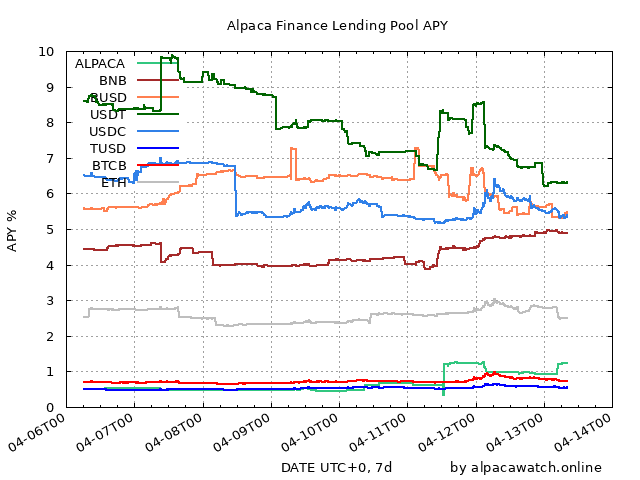 Alpaca Finance Lending Pool APY
10
9
8
7
6
5
4
3
2
1
0
APY %
ALPACA
BNB
BUSD
USDT
USDC
TUSD
BTCB
ETH
04-06T00
04-07T00
04-08T00
04-09T00
04-10T00
04-11T00
04-12T00
04-13T00
04-14T00
DATE UTC+0, 7d
by alpacawatch.online